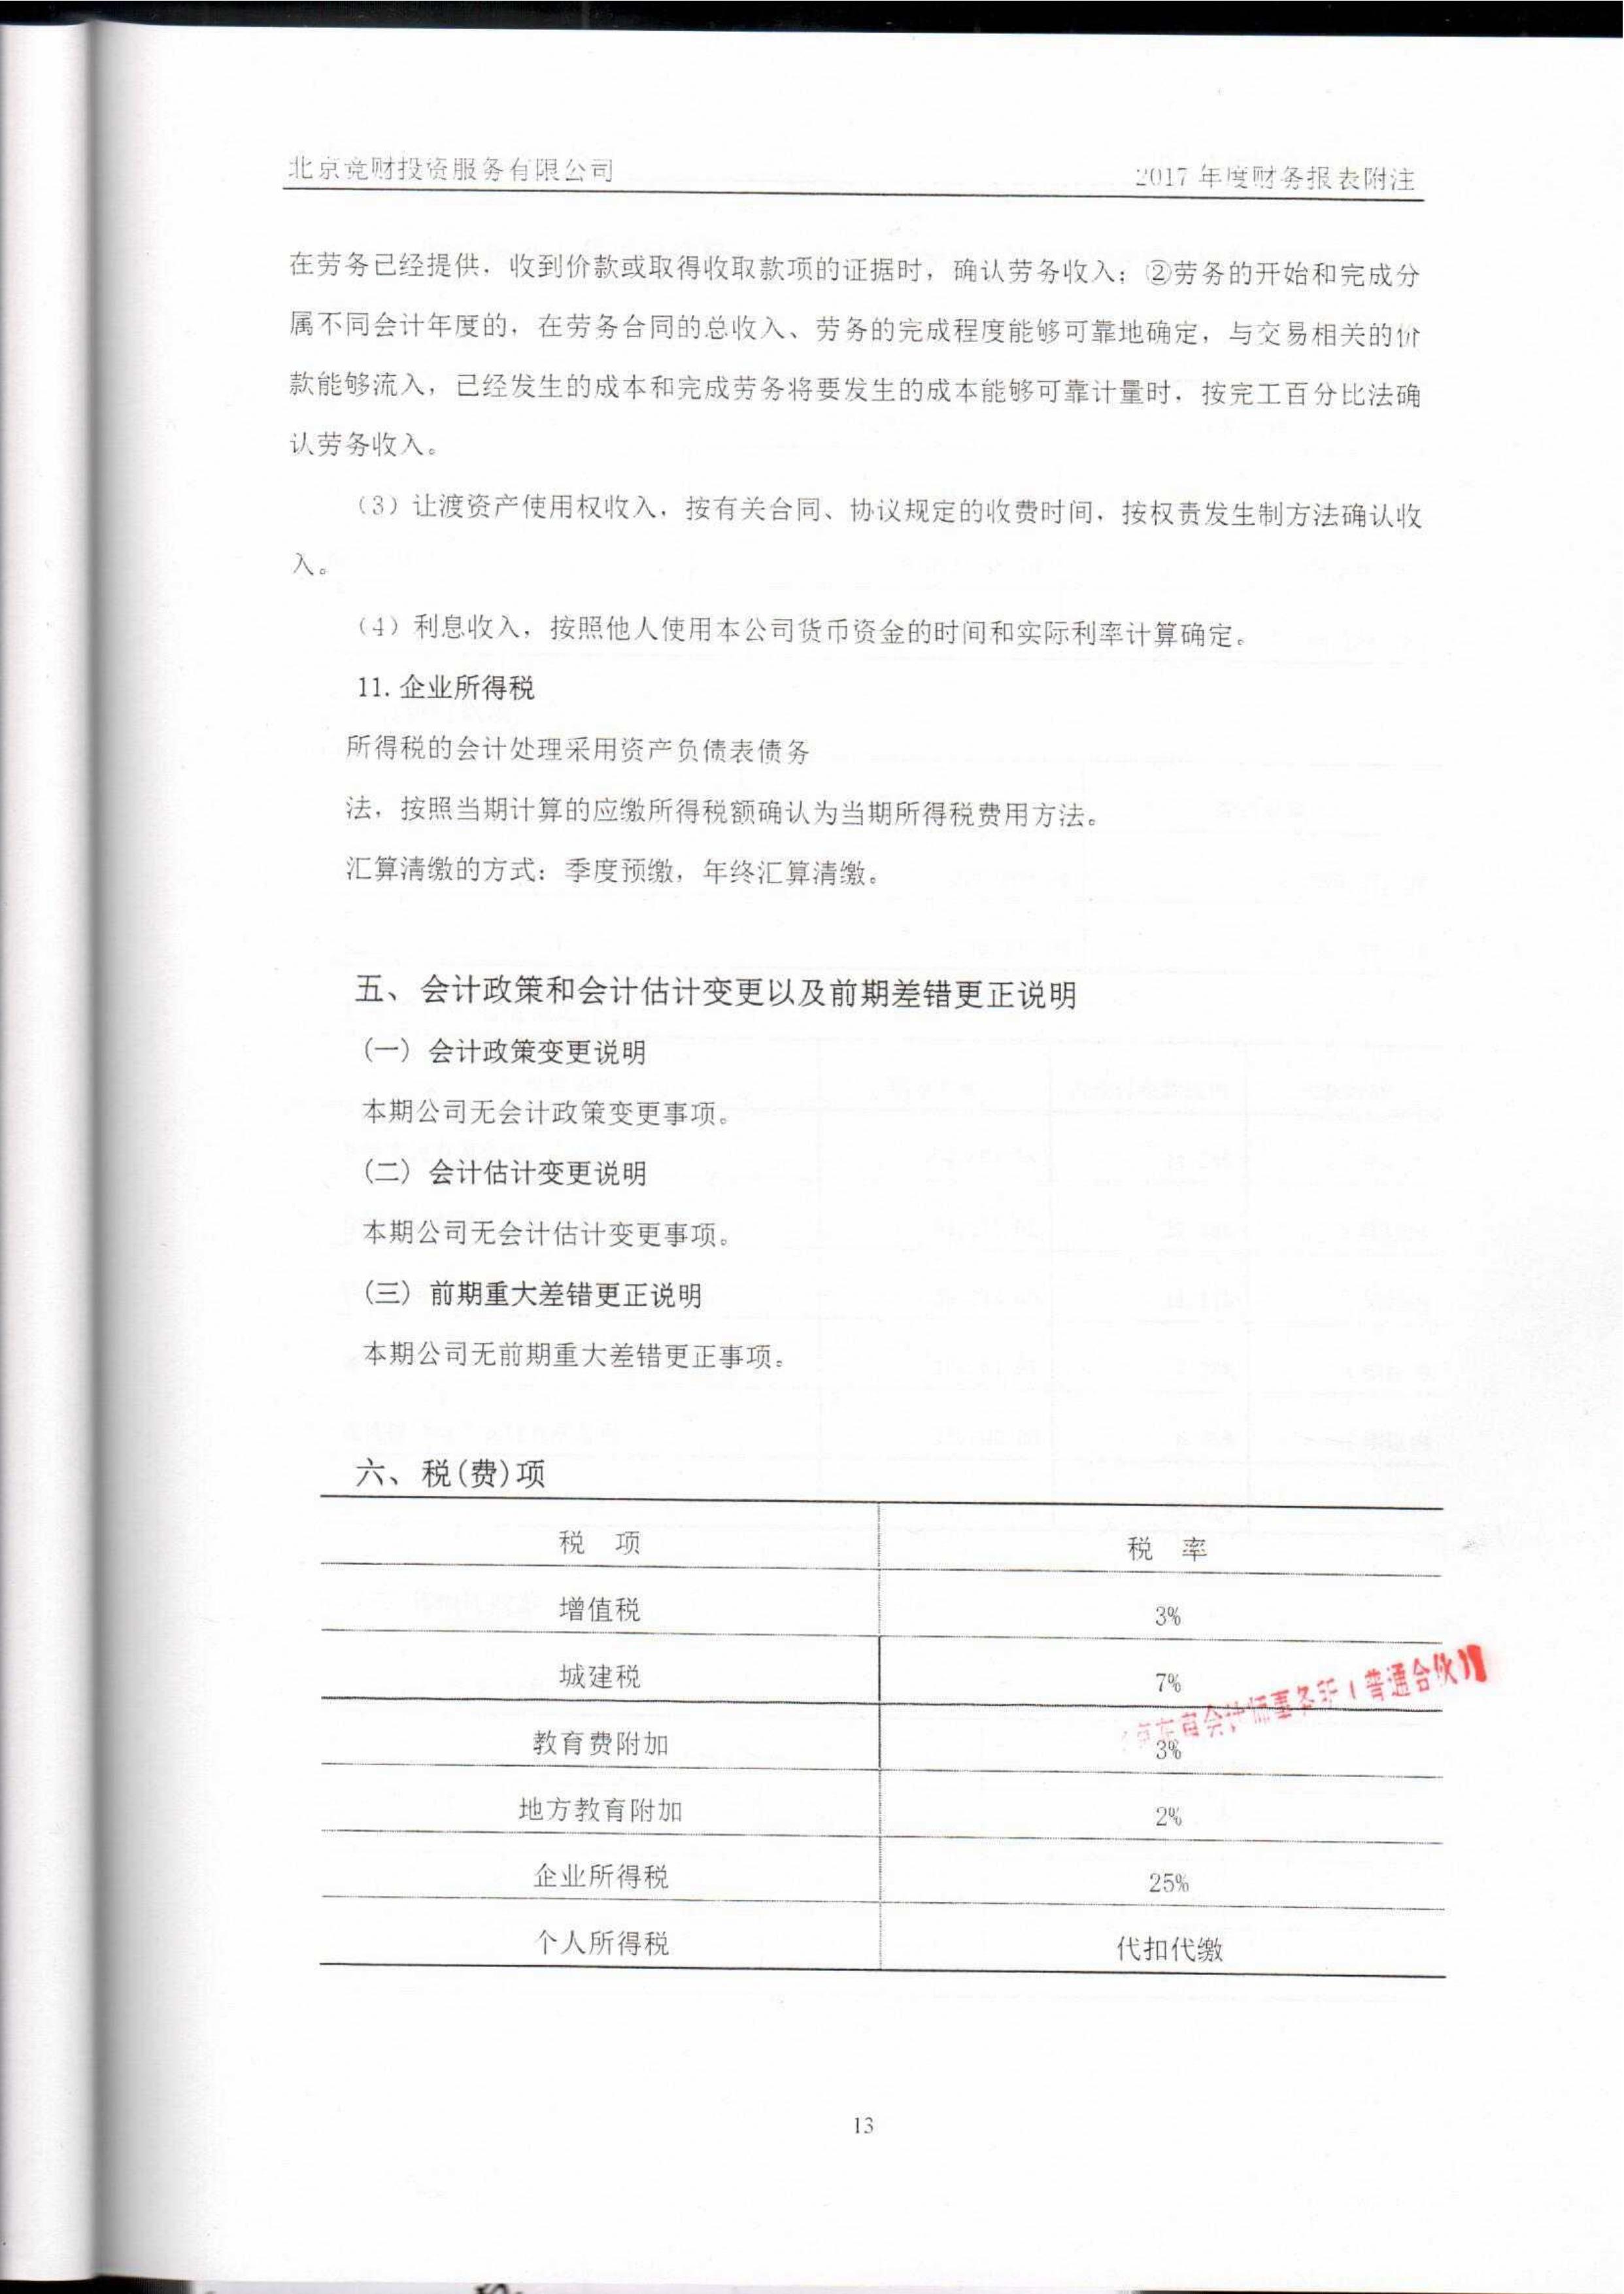 北京竞财投资服务有限公司
2017 年度财务报表附注
在劳务已经提供，收到价款或取得收取款项的证据时，确认劳务收入；②劳务的开始和完成分
属不同会计年度的，在劳务合同的总收入、劳务的完成程度能够可靠地确定，与交易相关的价
款能够流入，已经发生的成本和完成劳务将要发生的成本能够可靠计量时，按完工百分比法确
认劳务收入。
（3）让渡资产使用权收入，按有关合同、协议规定的收费时间，按权责发生制方法确认收
入。
（4）利息收入，按照他人使用本公司货币资金的时间和实际利率计算确定。
11. 企业所得税
所得税的会计处理采用资产负债表债务
法，按照当期计算的应缴所得税额确认为当期所得税费用方法。
汇算清缴的方式：季度预缴，年终汇算清缴。
五、会计政策和会计估计变更以及前期差错更正说明
(一) 会计政策变更说明
本期公司无会计政策变更事项。
(二) 会计估计变更说明
本期公司无会计估计变更事项。
(三) 前期重大差错更正说明
本期公司无前期重大差错更正事项。
六、税(费)项
税 项 税 率
增值税 3%
城建税 7%
会计师事务所（普通合伙）
教育费附加 3%
地方教育附加 2%
企业所得税 25%
个人所得税 代扣代缴
13